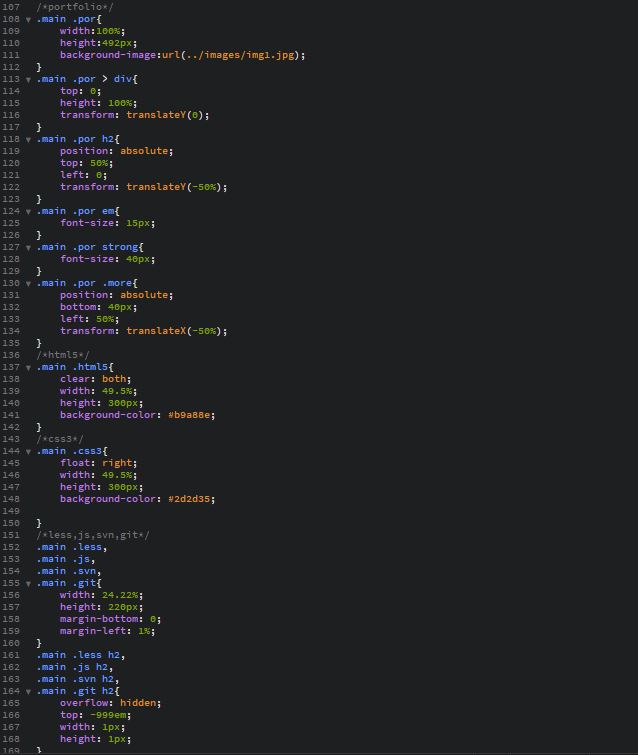 107 /*portfolio*/
108 .main .por{
109 width:100%;
110 height:492px;
111 background-image:url(../images/img1.jpg);
112 }
113 .main .por > div{
114 top: 0;
115 height: 100%;
116 transform: translateY(0);
117 }
118 .main .por h2{
119 position: absolute;
120 top: 50%;
121 left: 0;
122 transform: translateY(-50%);
123 }
124 .main .por em{
125 font-size: 15px;
126 }
127 .main .por strong{
128 font-size: 40px;
129 }
130 .main .por .more{
131 position: absolute;
132 bottom: 40px;
133 left: 50%;
134 transform: translateX(-50%);
135 }
136 /*html5*/
137 .main .html5{
138 clear: both;
139 width: 49.5%;
140 height: 300px;
141 background-color: #b9a88e;
142 }
143 /*css3*/
144 .main .css3{
145 float: right;
146 width: 49.5%;
147 height: 300px;
148 background-color: #2d2d35;
149
150 }
151 /*less,js,svn,git*/
152 .main .less,
153 .main .js,
154 .main .svn,
155 .main .git{
156 width: 24.22%;
157 height: 220px;
158 margin-bottom: 0;
159 margin-left: 1%;
160 }
161 .main .less h2,
162 .main .js h2,
163 .main .svn h2,
164 .main .git h2{
165 overflow: hidden;
166 top: -999em;
167 width: 1px;
168 height: 1px;
169 }